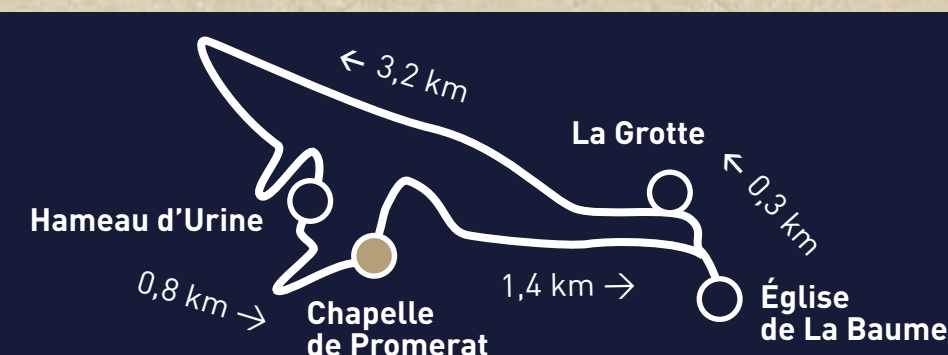 ← 3,2 km
La Grotte
← 0,3 km
Hameau d’Urine
0,8 km →
1,4 km →
Chapelle
de Promerat
Église
de La Baume